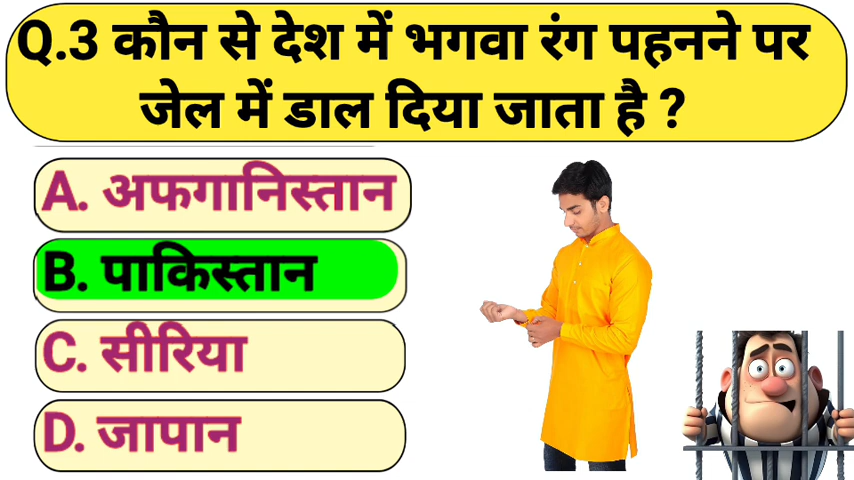 Q.3 कौन से देश में भगवा रंग पहनने पर
जेल में डाल दिया जाता है ?
A. अफगानिस्तान
B. पाकिस्तान
C. सीरिया
D. जापान